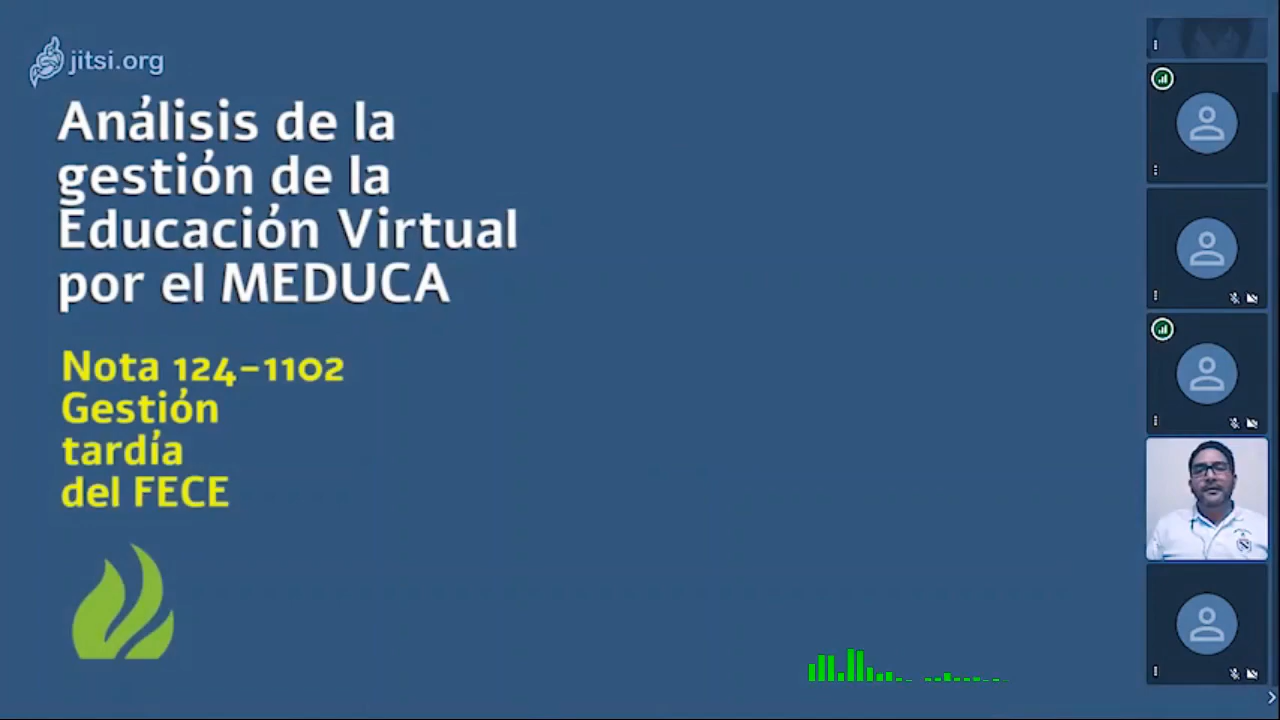 jitsi.org
Análisis de la
gestión de la
Educación Virtual
por el MEDUCA
Nota 124-1102
Gestión
tardía
del FECE